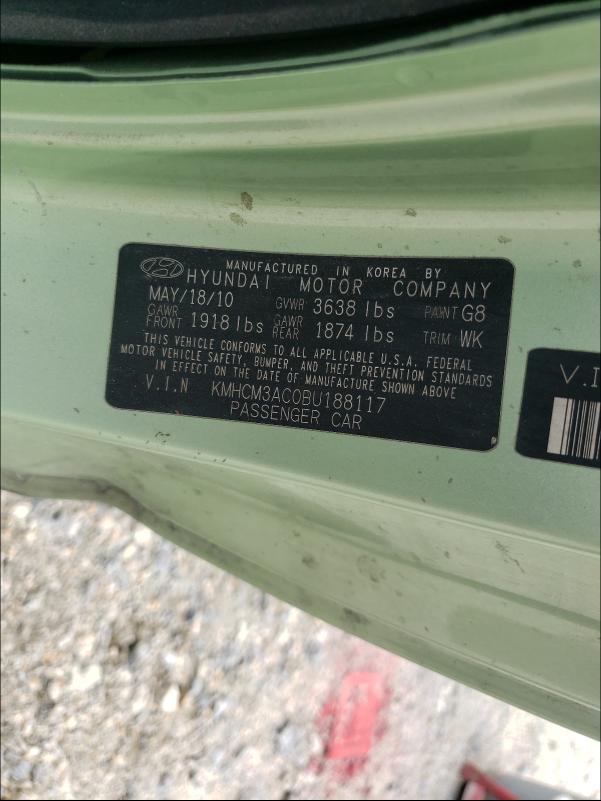 MANUFACTURED IN KOREA BY
HYUNDAI MOTOR COMPANY
MAY/18/10 GVWR 3638 lbs PAINT G8
GAWR FRONT 1918 lbs GAWR REAR 1874 lbs TRIM WK
THIS VEHICLE CONFORMS TO ALL APPLICABLE U.S.A. FEDERAL
MOTOR VEHICLE SAFETY, BUMPER, AND THEFT PREVENTION STANDARDS
IN EFFECT ON THE DATE OF MANUFACTURE SHOWN ABOVE
V.I.N KMHCM3AC0BU188117
PASSENGER CAR
V.I